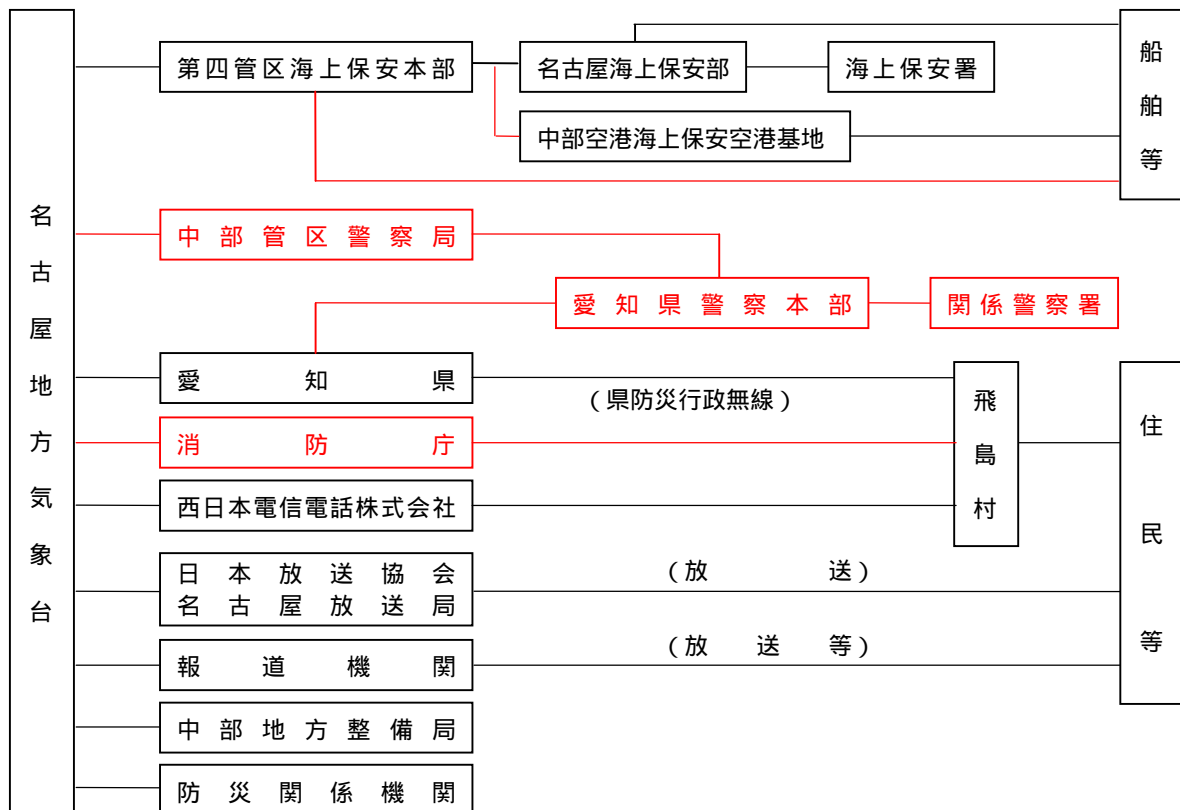 名古屋地方気象台
第四管区海上保安本部
名古屋海上保安部
海上保安署
船舶等
中部空港海上保安空港基地
中部管区警察局
愛知県警察本部
関係警察署
愛知県
（県防災行政無線）
飛島村
住民等
消防庁
西日本電信電話株式会社
日本放送協会
名古屋放送局
（放送）
報道機関
（放送等）
中部地方整備局
防災関係機関